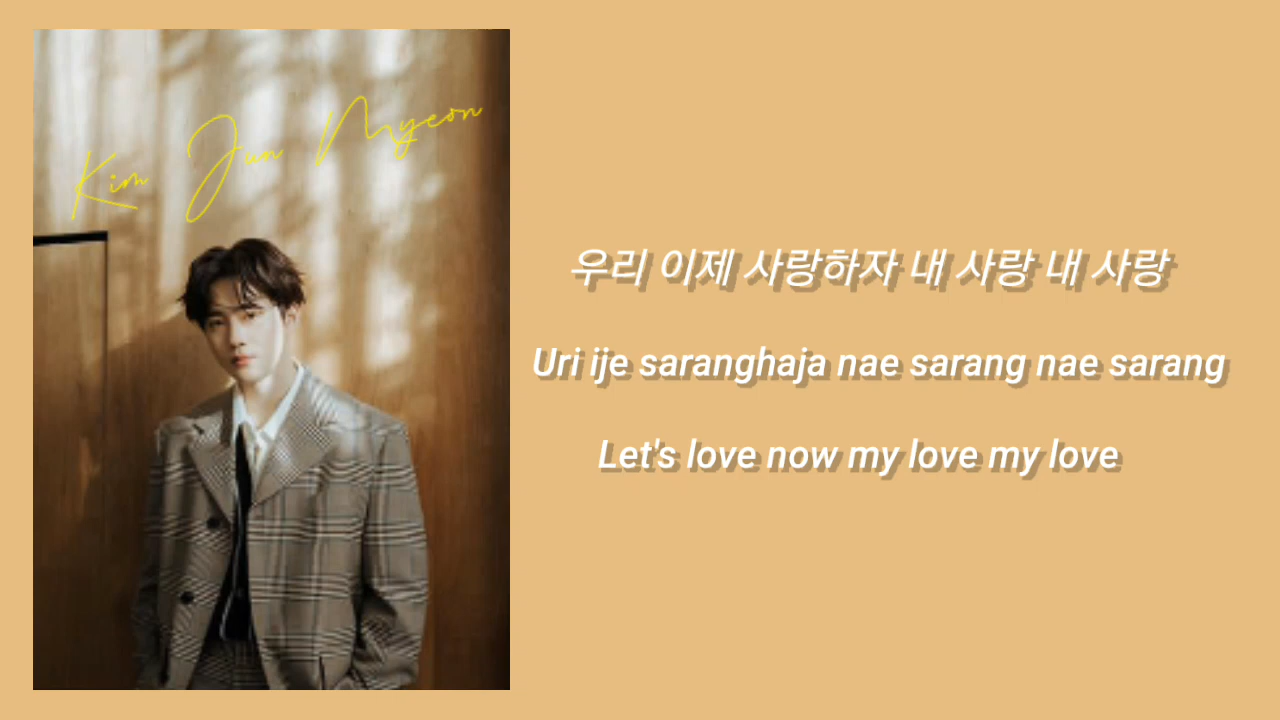 Kim Jun Myeon
우리 이제 사랑하자 내 사랑 내 사랑
Uri ije saranghaja nae sarang nae sarang
Let's love now my love my love